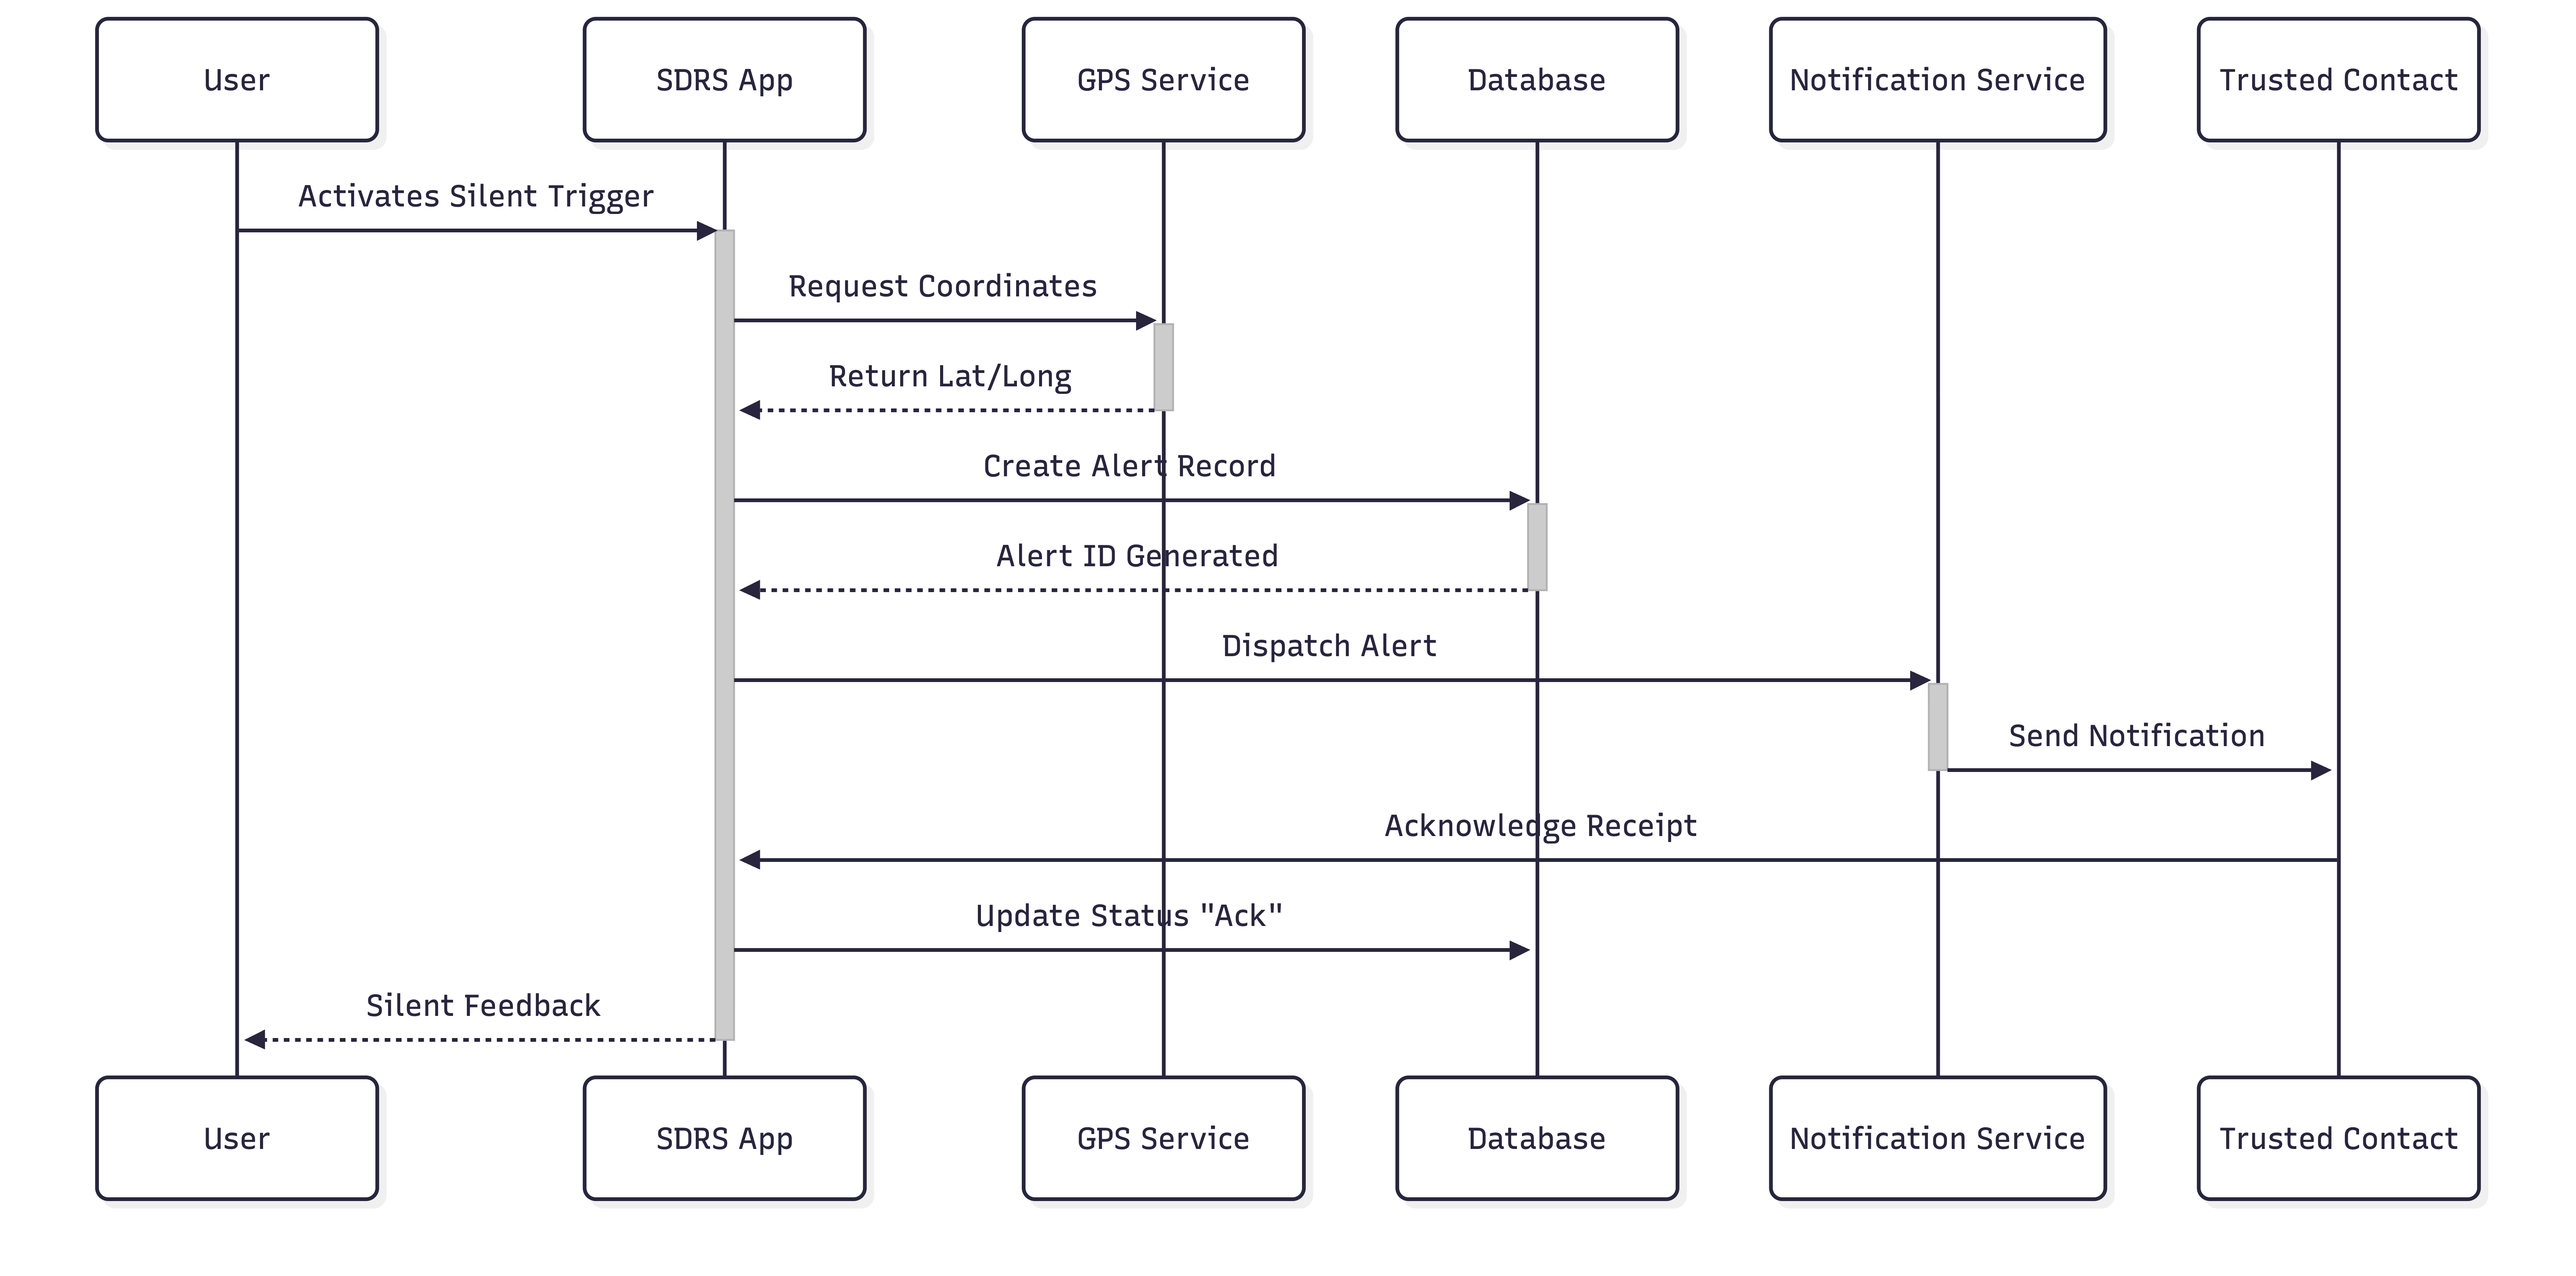 User
SDRS App
GPS Service
Database
Notification Service
Trusted Contact
Activates Silent Trigger
Request Coordinates
Return Lat/Long
Create Alert Record
Alert ID Generated
Dispatch Alert
Send Notification
Acknowledge Receipt
Update Status "Ack"
Silent Feedback
User
SDRS App
GPS Service
Database
Notification Service
Trusted Contact